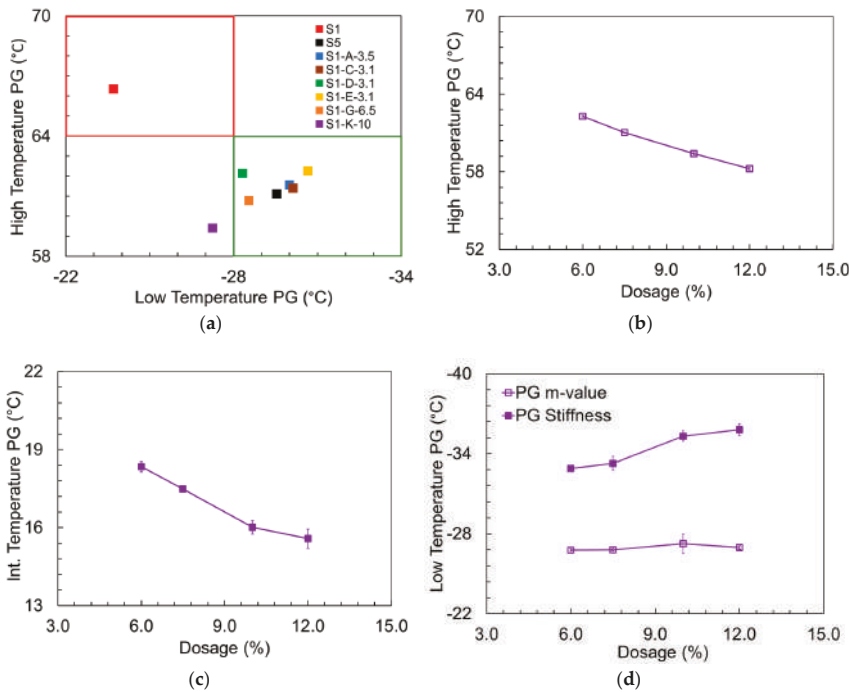 70
64
58
High Temperature PG (°C)
-22
-28
-34
Low Temperature PG (°C)
S1
S5
S1-A-3.5
S1-C-3.1
S1-D-3.1
S1-E-3.1
S1-G-6.5
S1-K-10
(a)
70
64
58
52
High Temperature PG (°C)
3.0
6.0
9.0
12.0
15.0
Dosage (%)
(b)
22
19
16
13
Int. Temperature PG (°C)
3.0
6.0
9.0
12.0
15.0
Dosage (%)
(c)
-40
-34
-28
-22
Low Temperature PG (°C)
PG m-value
PG Stiffness
3.0
6.0
9.0
12.0
15.0
Dosage (%)
(d)